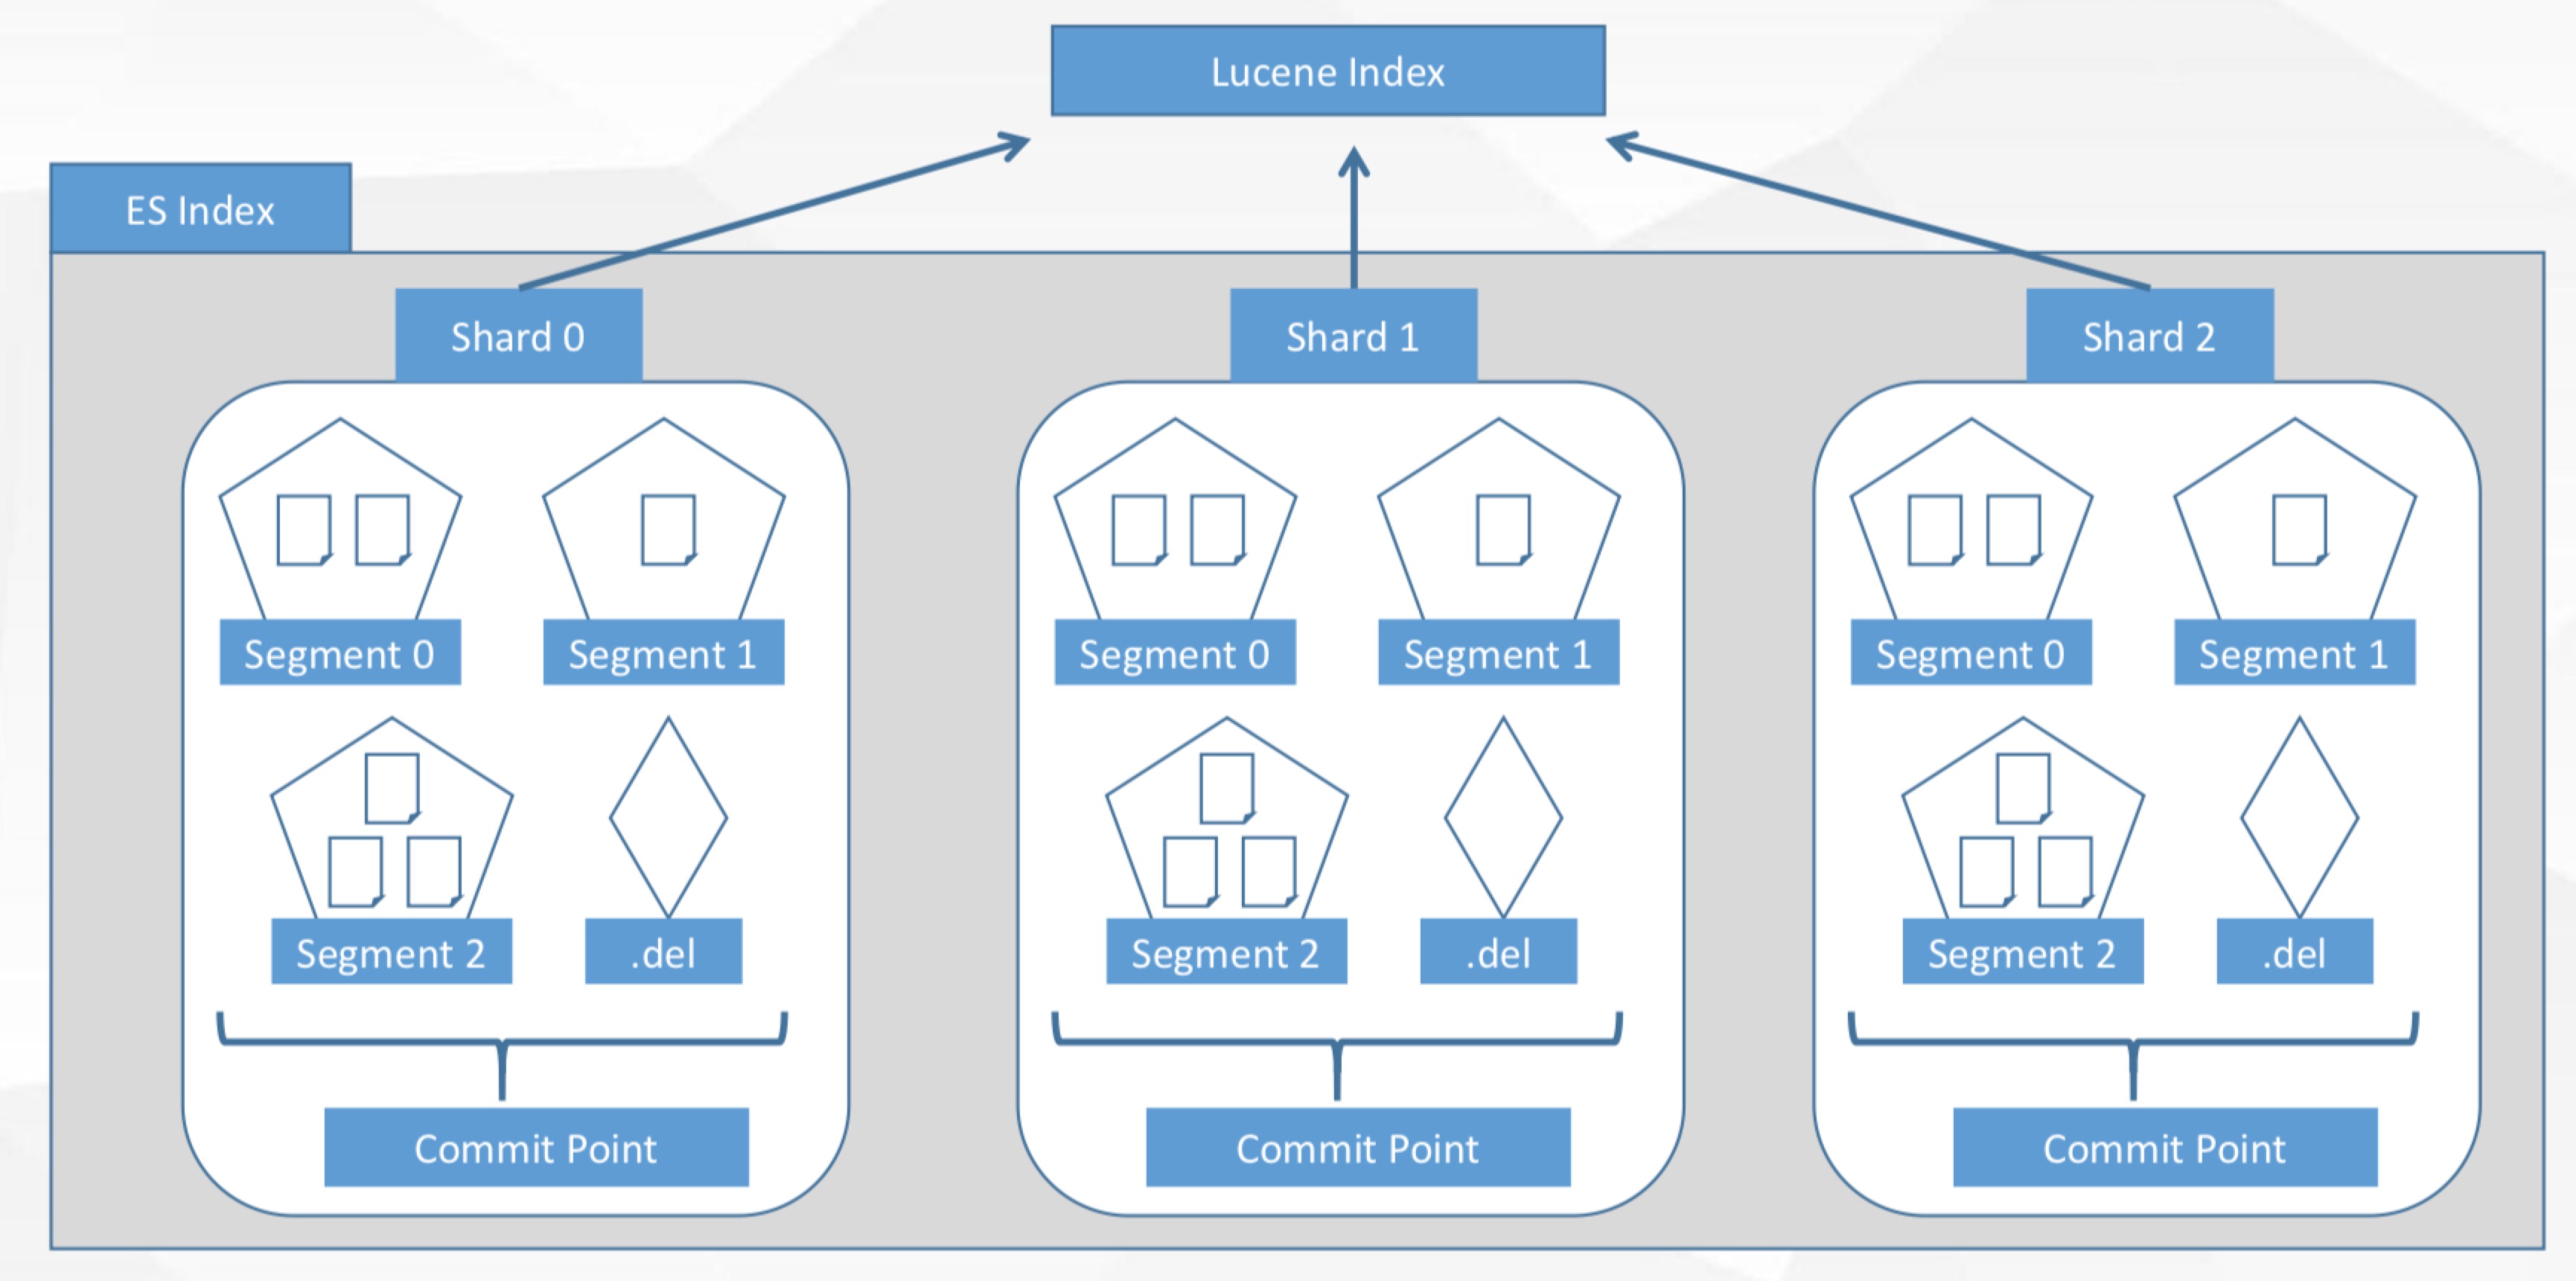 Lucene Index
ES Index
Shard 0
Shard 1
Shard 2
Segment 0
Segment 1
Segment 0
Segment 1
Segment 0
Segment 1
Segment 2
.del
Segment 2
.del
Segment 2
.del
Commit Point
Commit Point
Commit Point